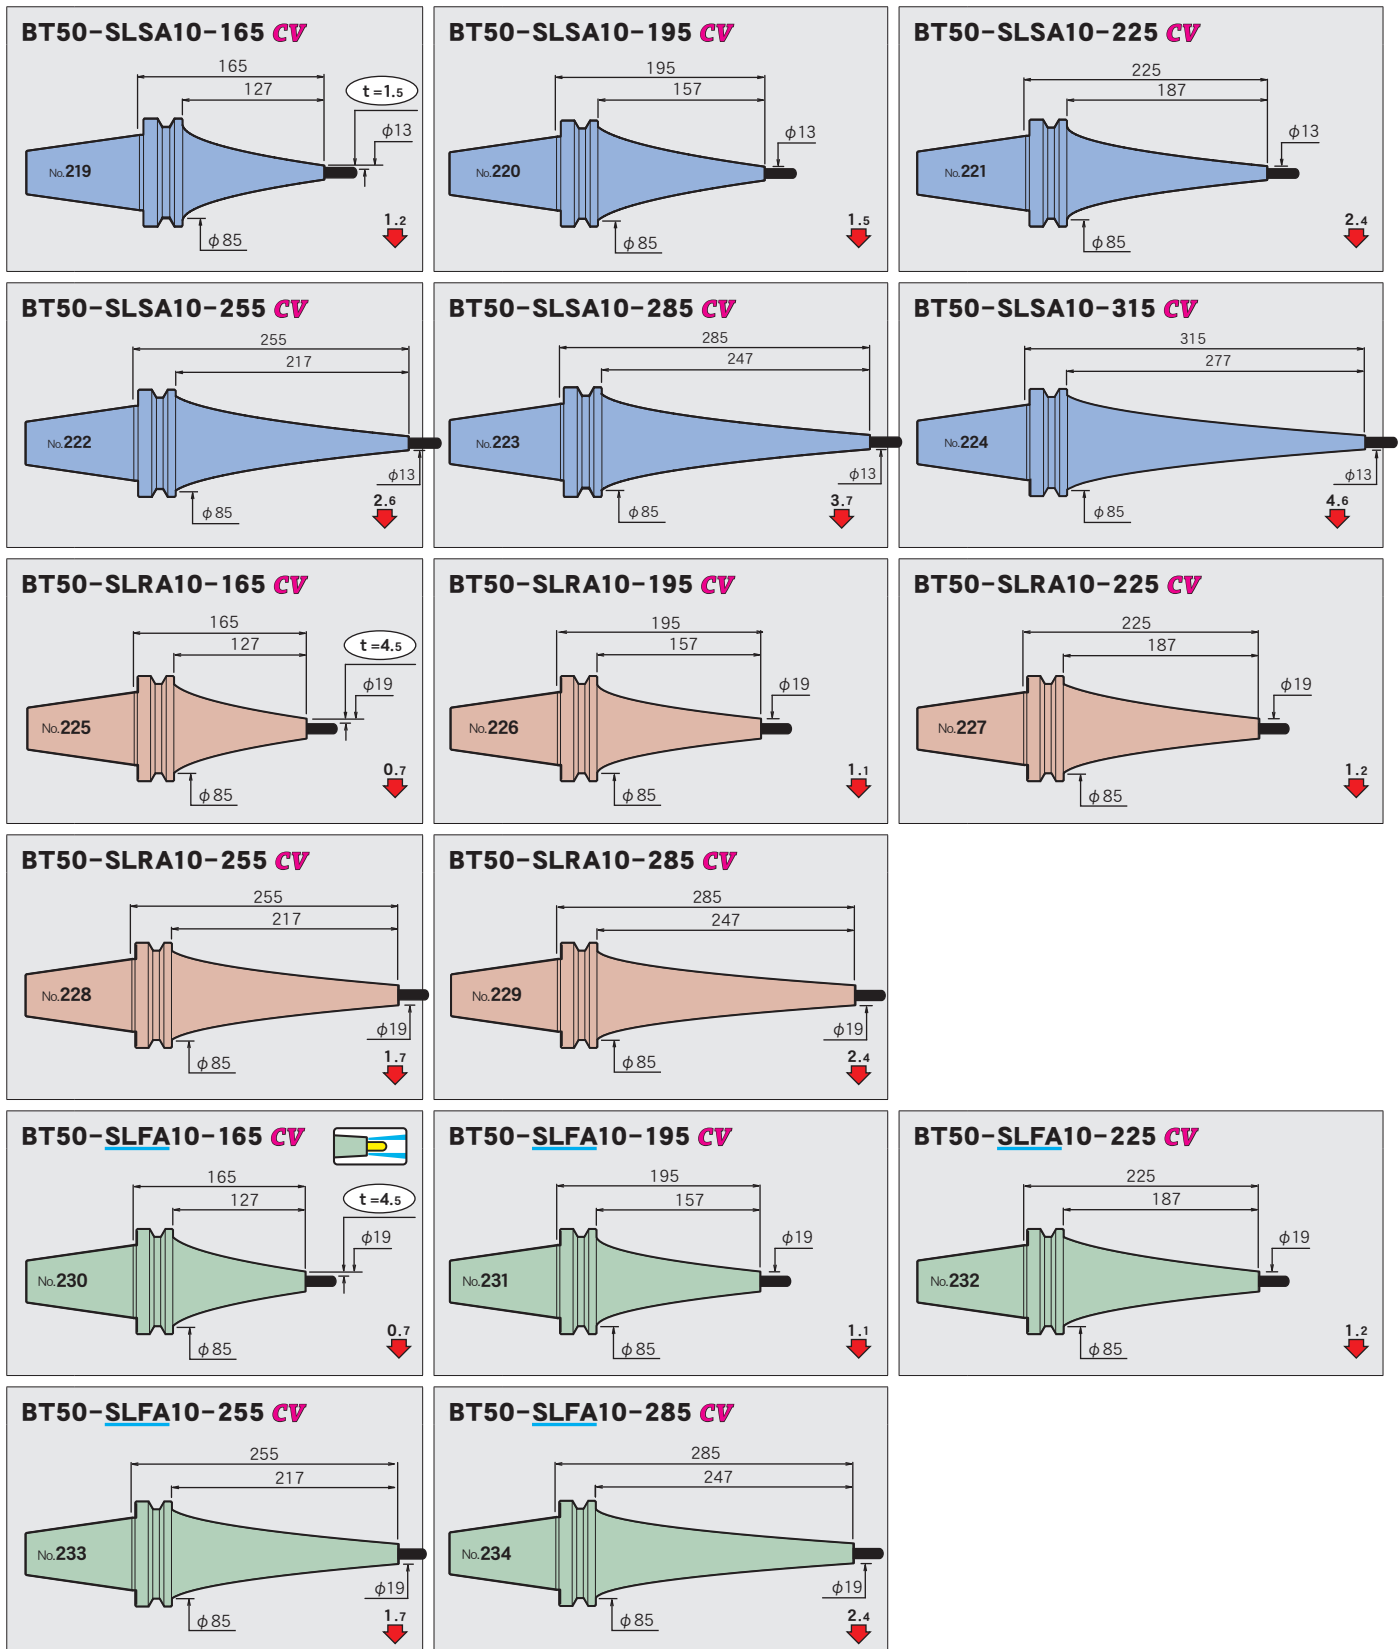 BT50-SLSA10-165 CV
165
127
t=1.5
φ13
No.219
φ85
1.2
BT50-SLSA10-195 CV
195
157
φ13
No.220
φ85
1.5
BT50-SLSA10-225 CV
225
187
φ13
No.221
φ85
2.4
BT50-SLSA10-255 CV
255
217
No.222
φ13
φ85
2.6
BT50-SLSA10-285 CV
285
247
No.223
φ13
φ85
3.7
BT50-SLSA10-315 CV
315
277
No.224
φ13
φ85
4.6
BT50-SLRA10-165 CV
165
127
t=4.5
φ19
No.225
φ85
0.7
BT50-SLRA10-195 CV
195
157
φ19
No.226
φ85
1.1
BT50-SLRA10-225 CV
225
187
φ19
No.227
φ85
1.2
BT50-SLRA10-255 CV
255
217
No.228
φ19
φ85
1.7
BT50-SLRA10-285 CV
285
247
No.229
φ19
φ85
2.4
BT50-SLFA10-165 CV
165
127
t=4.5
φ19
No.230
φ85
0.7
BT50-SLFA10-195 CV
195
157
φ19
No.231
φ85
1.1
BT50-SLFA10-225 CV
225
187
φ19
No.232
φ85
1.2
BT50-SLFA10-255 CV
255
217
No.233
φ19
φ85
1.7
BT50-SLFA10-285 CV
285
247
No.234
φ19
φ85
2.4